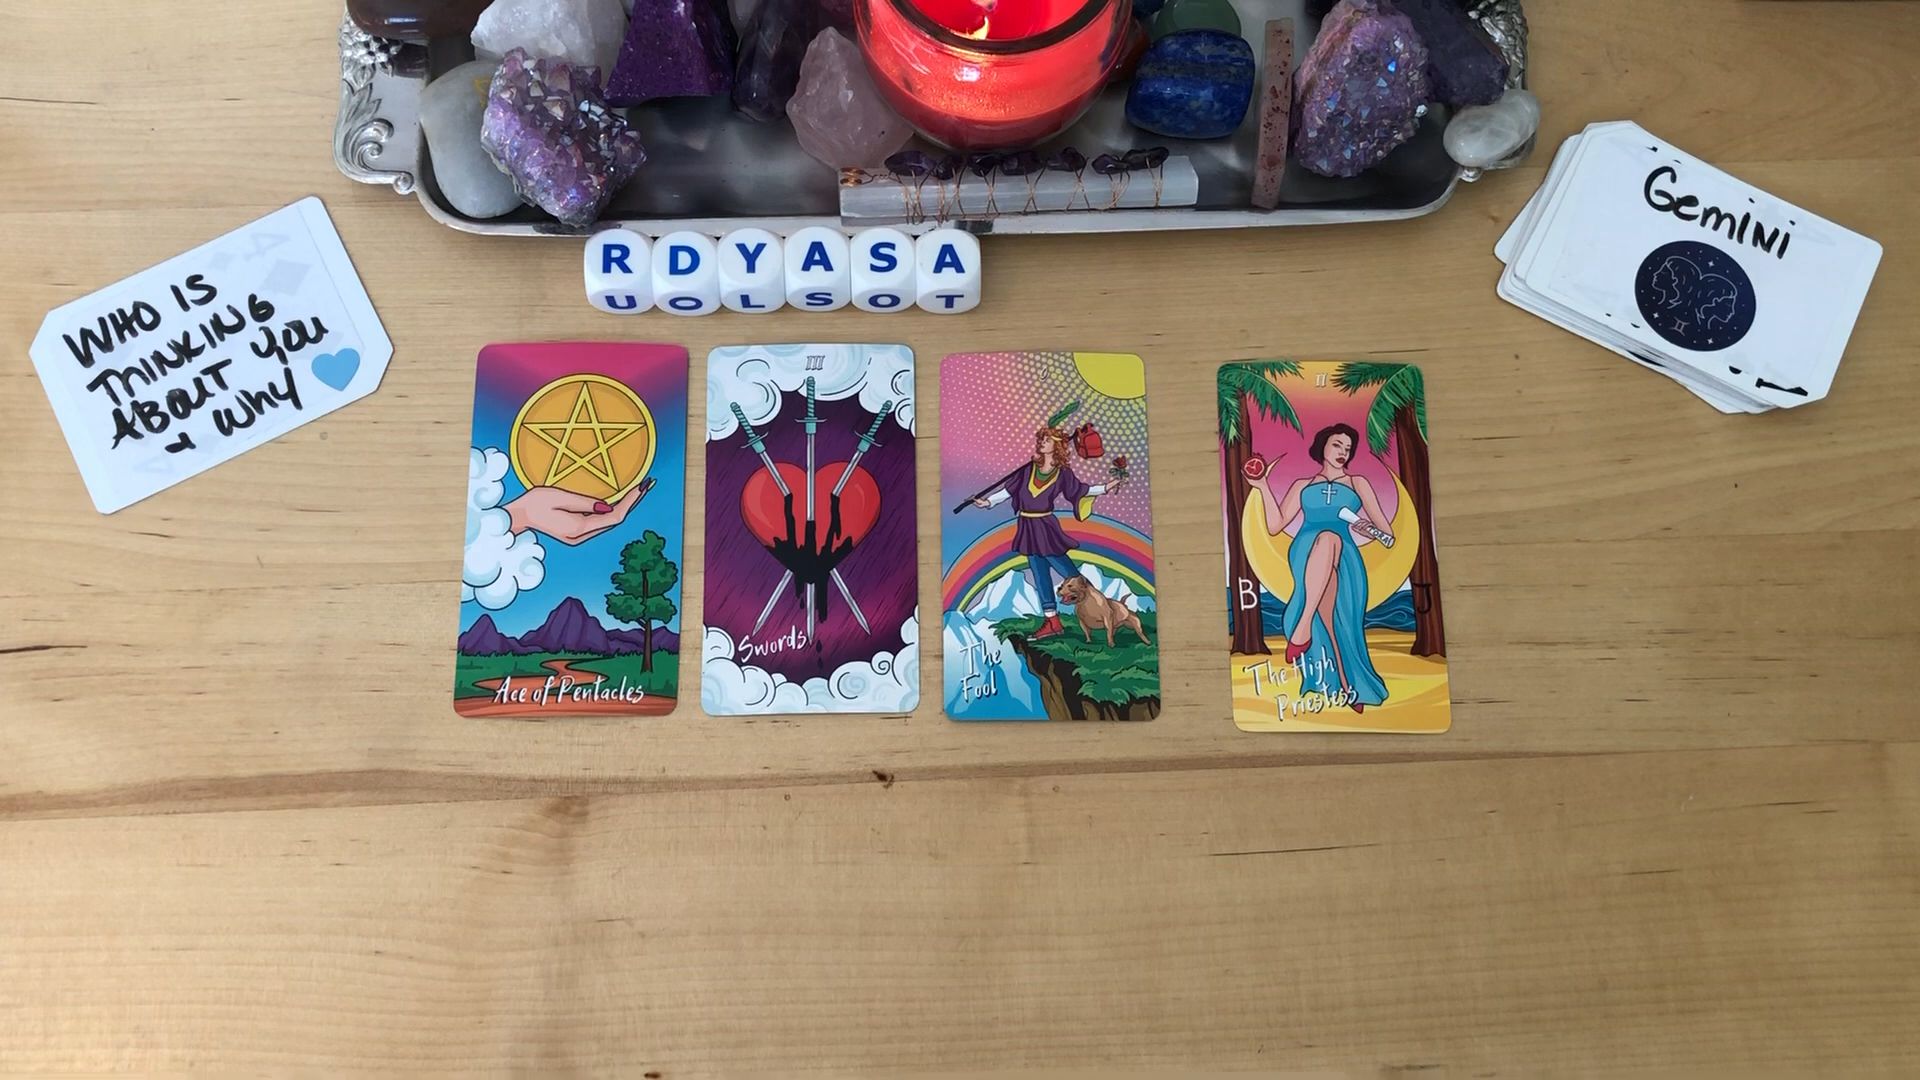 RDYASA
UOLSOT
WHO IS
THINKING
ABOUT YOU
& WHY
Gemini
Ace of Pentacles
III
Swords
0
The
Fool
II
B
J
The High
Priestess